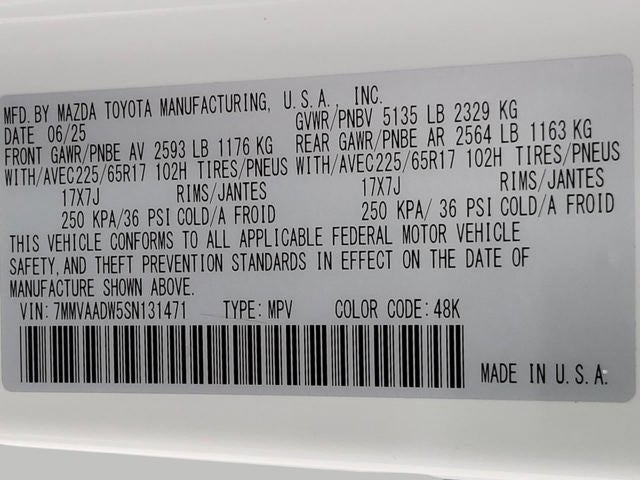 MFD. BY MAZDA TOYOTA MANUFACTURING, U.S.A., INC.
DATE 06/25 GVWR/PNBV 5135 LB 2329 KG
FRONT GAWR/PNBE AV 2593 LB 1176 KG REAR GAWR/PNBE AR 2564 LB 1163 KG
WITH/AVEC225/65R17 102H TIRES/PNEUS WITH/AVEC225/65R17 102H TIRES/PNEUS
17X7J RIMS/JANTES 17X7J RIMS/JANTES
250 KPA/36 PSI COLD/A FROID 250 KPA/ 36 PSI COLD/A FROID
THIS VEHICLE CONFORMS TO ALL APPLICABLE FEDERAL MOTOR VEHICLE
SAFETY, AND THEFT PREVENTION STANDARDS IN EFFECT ON THE DATE OF
MANUFACTURE SHOWN ABOVE.
VIN: 7MMVAADW5SN131471 TYPE: MPV COLOR CODE: 48K
MADE IN U.S.A.